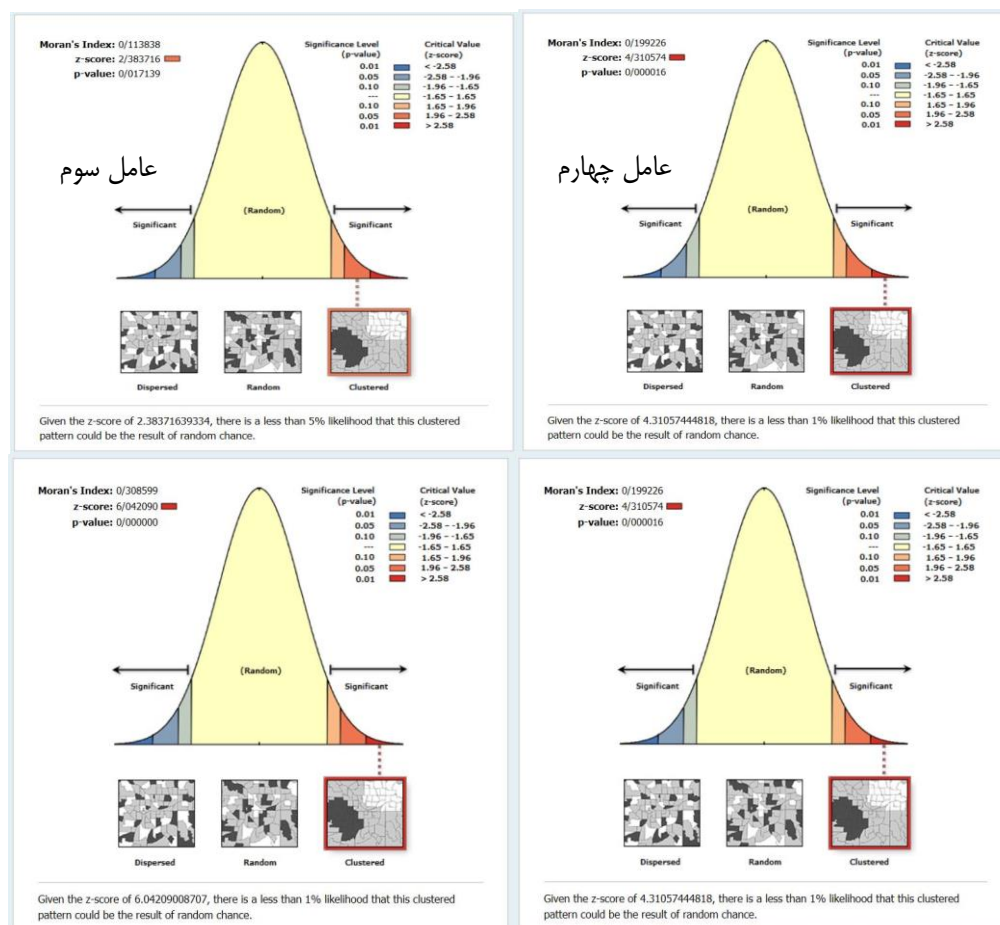 Moran's Index: 0/113838
z-score: 2/383716
p-value: 0/017139
Significance Level
(p-value)
Critical Value
(z-score)
0.01 < -2.58
0.05 -2.58 - -1.96
0.10 -1.96 - -1.65
--- -1.65 - 1.65
0.10 1.65 - 1.96
0.05 1.96 - 2.58
0.01 > 2.58
عامل سوم
(Random)
Significant
Significant
Dispersed
Random
Clustered
Given the z-score of 2.38371639334, there is a less than 5% likelihood that this clustered
pattern could be the result of random chance.
Moran's Index: 0/199226
z-score: 4/310574
p-value: 0/000016
Significance Level
(p-value)
Critical Value
(z-score)
0.01 < -2.58
0.05 -2.58 - -1.96
0.10 -1.96 - -1.65
--- -1.65 - 1.65
0.10 1.65 - 1.96
0.05 1.96 - 2.58
0.01 > 2.58
عامل چهارم
(Random)
Significant
Significant
Dispersed
Random
Clustered
Given the z-score of 4.31057444818, there is a less than 1% likelihood that this clustered
pattern could be the result of random chance.
Moran's Index: 0/308599
z-score: 6/042090
p-value: 0/000000
Significance Level
(p-value)
Critical Value
(z-score)
0.01 < -2.58
0.05 -2.58 - -1.96
0.10 -1.96 - -1.65
--- -1.65 - 1.65
0.10 1.65 - 1.96
0.05 1.96 - 2.58
0.01 > 2.58
(Random)
Significant
Significant
Dispersed
Random
Clustered
Given the z-score of 6.04209008707, there is a less than 1% likelihood that this clustered
pattern could be the result of random chance.
Moran's Index: 0/199226
z-score: 4/310574
p-value: 0/000016
Significance Level
(p-value)
Critical Value
(z-score)
0.01 < -2.58
0.05 -2.58 - -1.96
0.10 -1.96 - -1.65
--- -1.65 - 1.65
0.10 1.65 - 1.96
0.05 1.96 - 2.58
0.01 > 2.58
(Random)
Significant
Significant
Dispersed
Random
Clustered
Given the z-score of 4.31057444818, there is a less than 1% likelihood that this clustered
pattern could be the result of random chance.